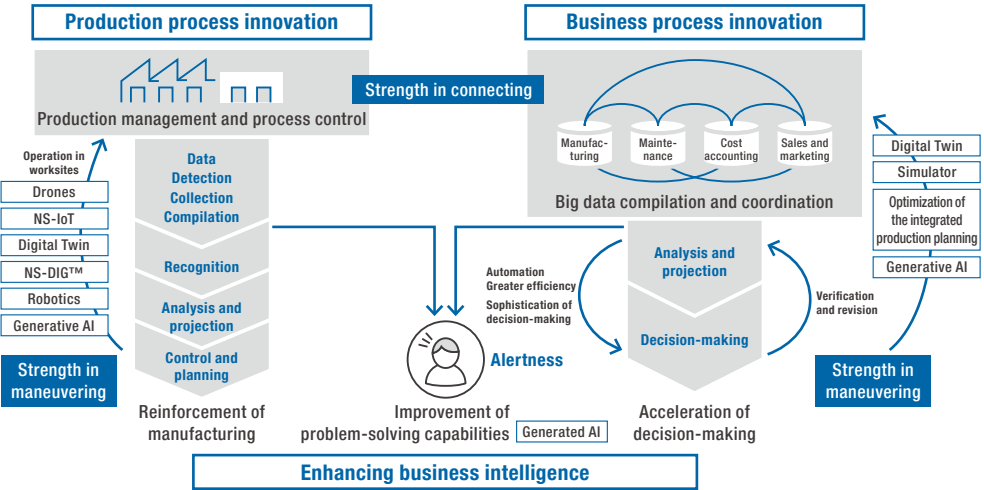 Production process innovation
Business process innovation
Production management and process control
Strength in connecting
Manufac-
turing
Mainte-
nance
Cost
accounting
Sales and
marketing
Big data compilation and coordination
Operation in
worksites
Drones
NS-IoT
Digital Twin
NS-DIG™
Robotics
Generative AI
Strength in
maneuvering
Data
Detection
Collection
Compilation
Recognition
Analysis and
projection
Control and
planning
Reinforcement of
manufacturing
Automation
Greater efficiency
Sophistication of
decision-making
Alertness
Improvement of
problem-solving capabilities
Generated AI
Analysis and
projection
Decision-making
Verification
and revision
Acceleration of
decision-making
Digital Twin
Simulator
Optimization of
the integrated
production planning
Generative AI
Strength in
maneuvering
Enhancing business intelligence